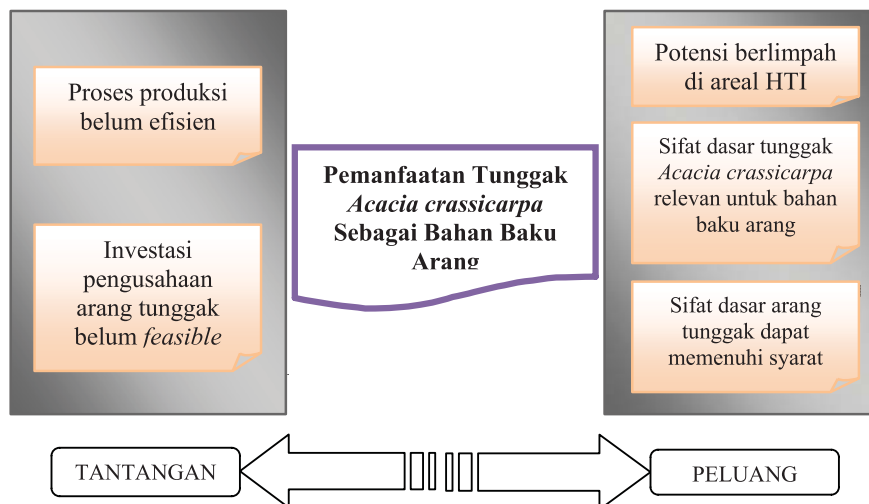 Proses produksi
belum efisien
Investasi
pengusahaan
arang tunggak
belum feasible
Pemanfaatan Tunggak
Acacia crassicarpa
Sebagai Bahan Baku
Arang
Potensi berlimpah
di areal HTI
Sifat dasar tunggak
Acacia crassicarpa
relevan untuk bahan
baku arang
Sifat dasar arang
tunggak dapat
memenuhi syarat
TANTANGAN
PELUANG